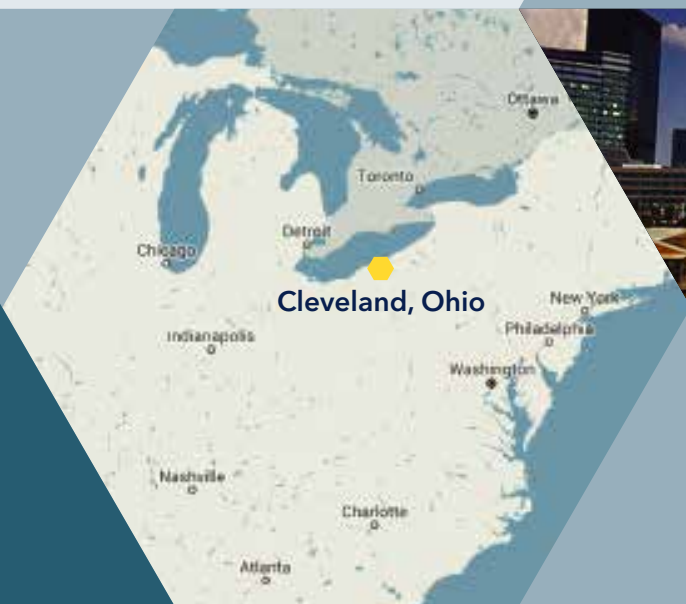 Ottawa
Toronto
Detroit
Chicago
Cleveland, Ohio
New York
Philadelphia
Indianapolis
Washington
Nashville
Charlotte
Atlanta